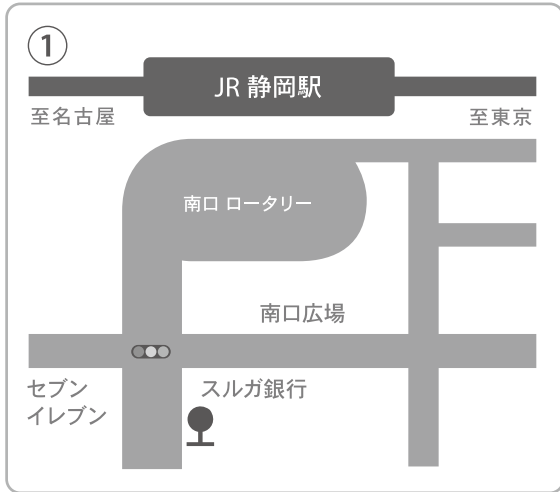 ①
JR 静岡駅
至名古屋
至東京
南口 ロータリー
南口広場
セブン
イレブン
スルガ銀行